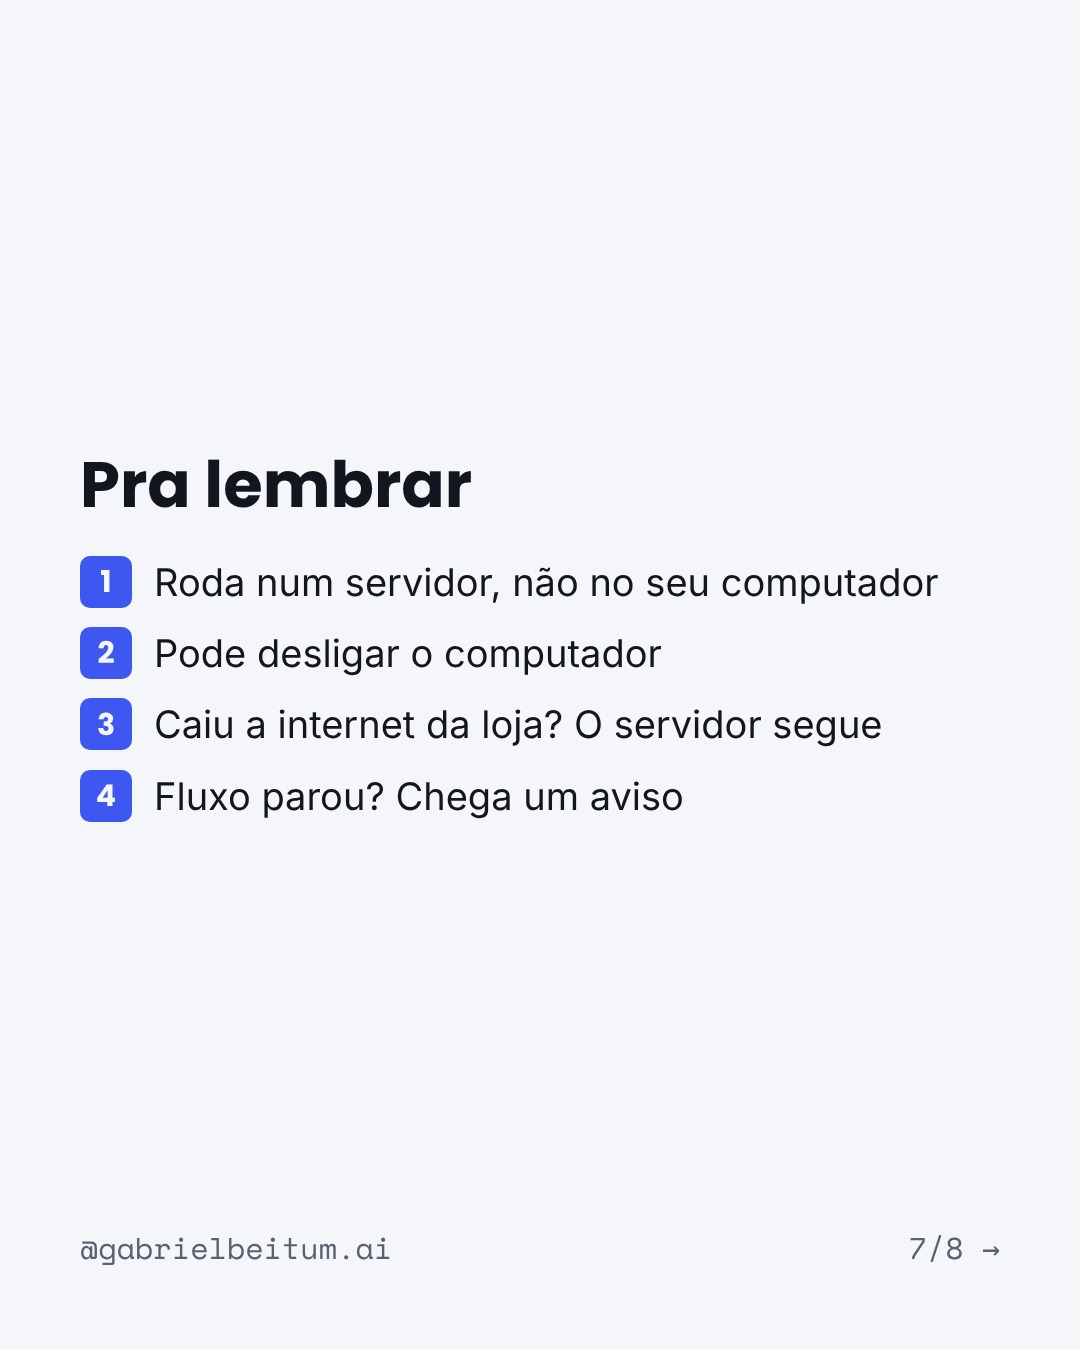 Pra lembrar
1 Roda num servidor, não no seu computador
2 Pode desligar o computador
3 Caiu a internet da loja? O servidor segue
4 Fluxo parou? Chega um aviso
@gabrielbeitum.ai 7/8 →